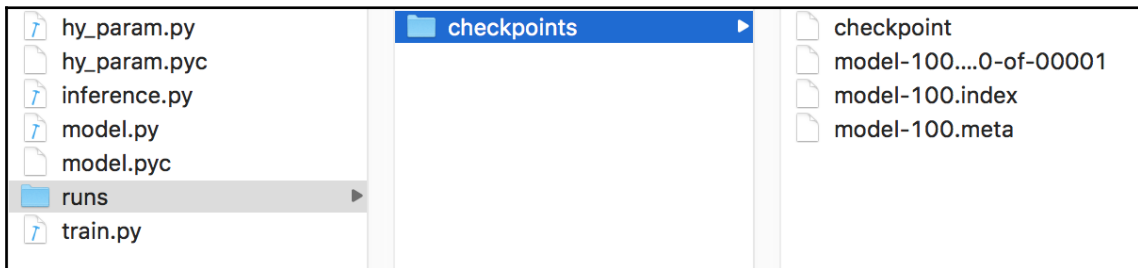 hy_param.py
hy_param.pyc
inference.py
model.py
model.pyc
runs
train.py
checkpoints
checkpoint
model-100....0-of-00001
model-100.index
model-100.meta